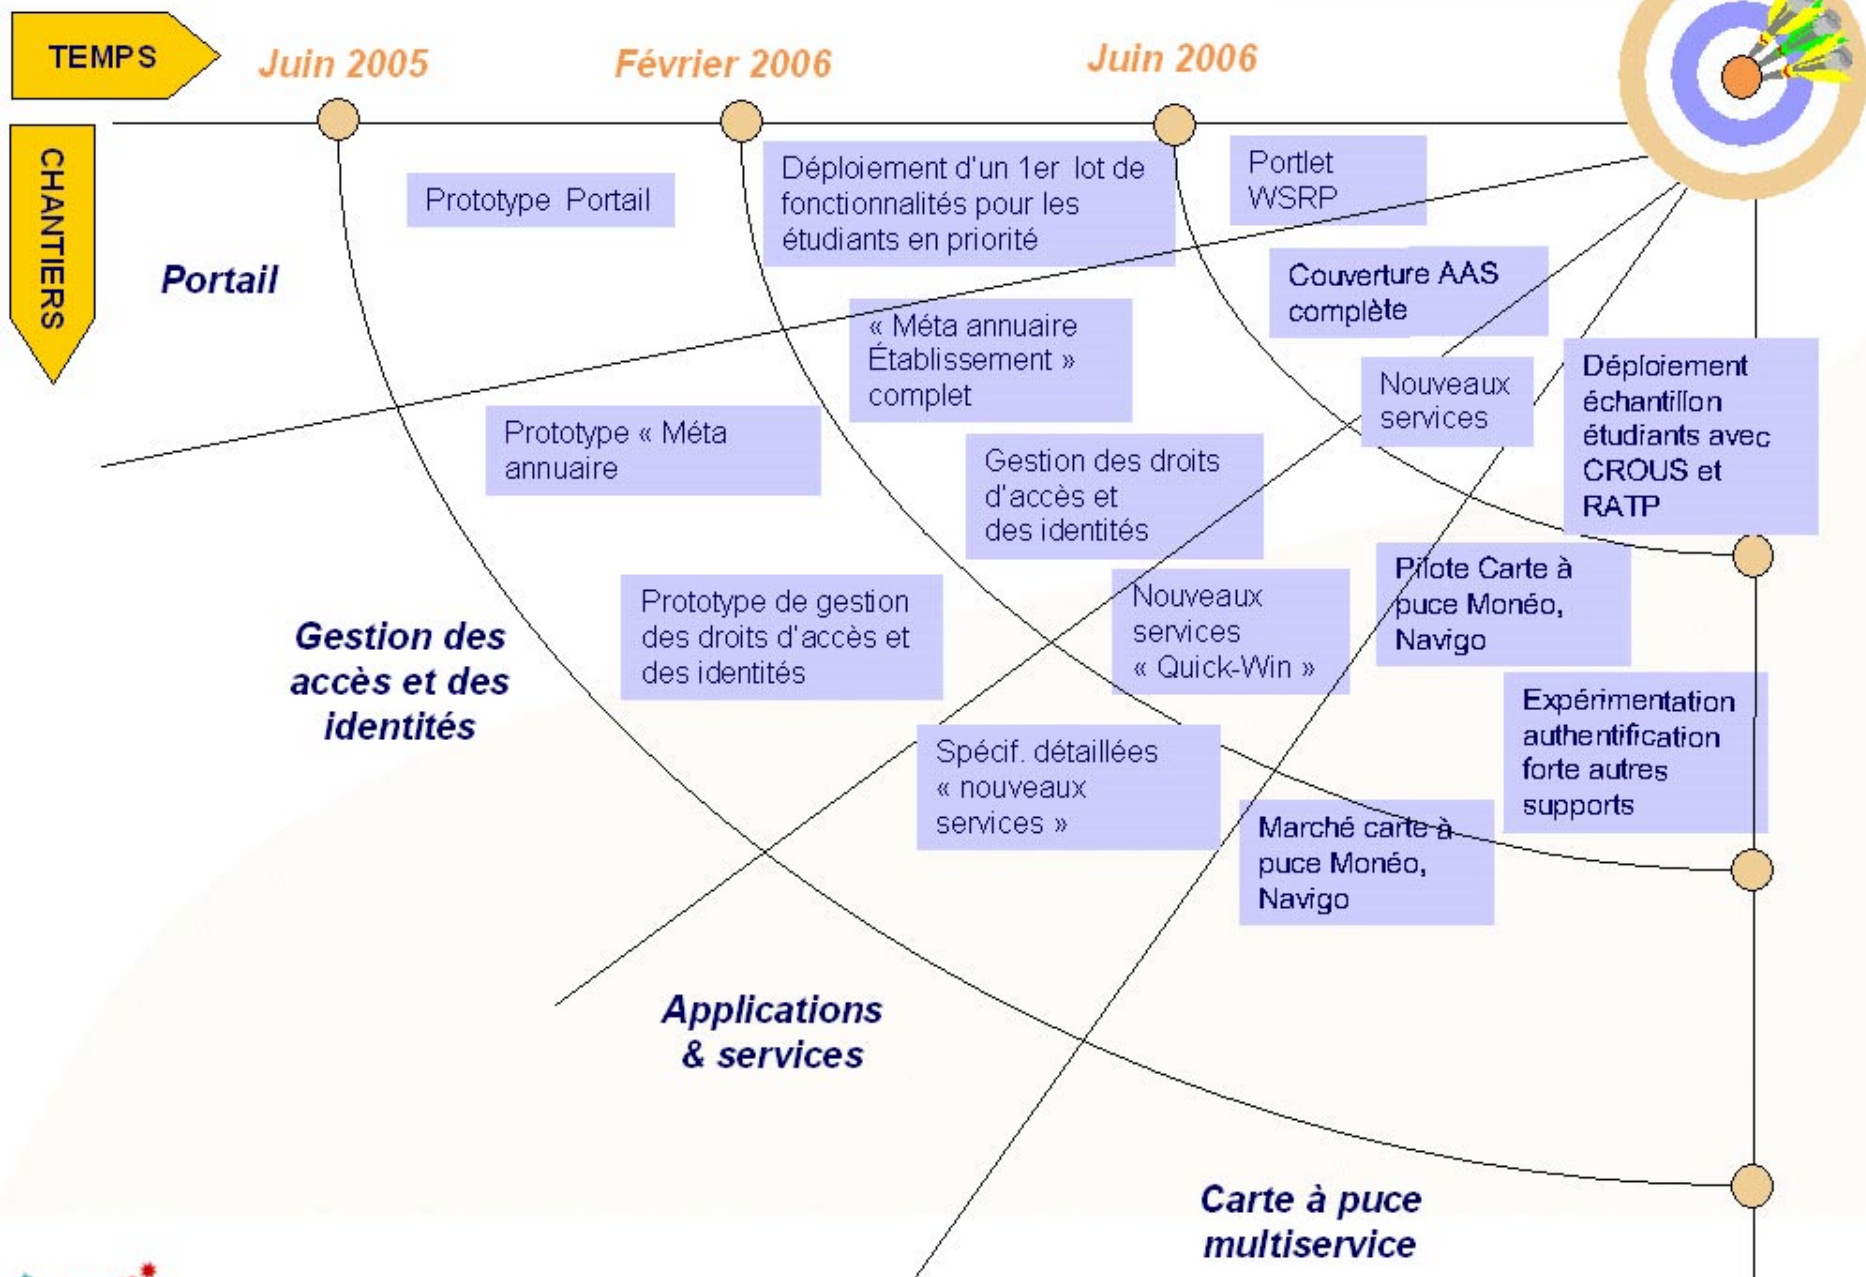 TEMPS
Juin 2005
Février 2006
Juin 2006
CHANTIERS
Portail
Prototype Portail
Déploiement d'un 1er lot de
fonctionnalités pour les
étudiants en priorité
Portlet
WSRP
Gestion des
accès et des
identités
Prototype « Méta
annuaire
« Méta annuaire
Établissement »
complet
Couverture AAS
complète
Prototype de gestion
des droits d'accès et
des identités
Gestion des droits
d'accès et
des identités
Applications
& services
Spécif. détaillées
« nouveaux
services »
Nouveaux
services
« Quick-Win »
Nouveaux
services
Carte à puce
multiservice
Marché carte à
puce Monéo,
Navigo
Pilote Carte à
puce Monéo,
Navigo
Expérimentation
authentification
forte autres
supports
Déploiement
échantillon
étudiants avec
CROUS et
RATP